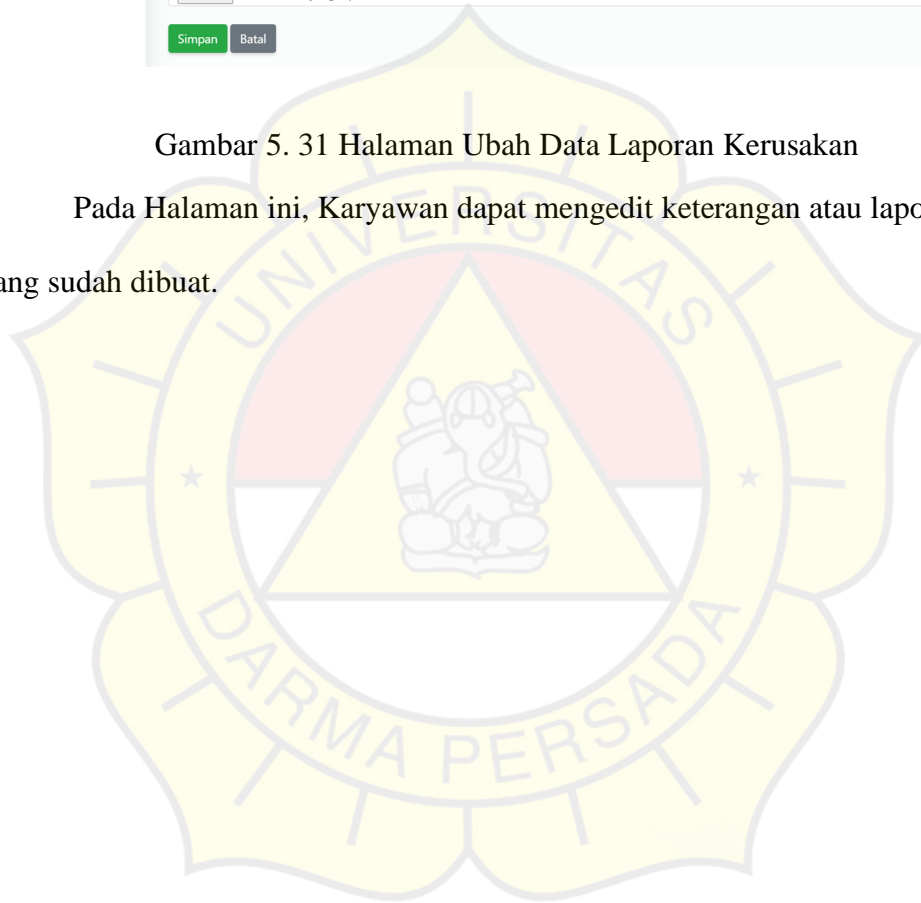 Simpan Batal
Gambar 5. 31 Halaman Ubah Data Laporan Kerusakan
Pada Halaman ini, Karyawan dapat mengedit keterangan atau lapo
ang sudah dibuat.
UNIVERSITAS
DARMA PERSADA